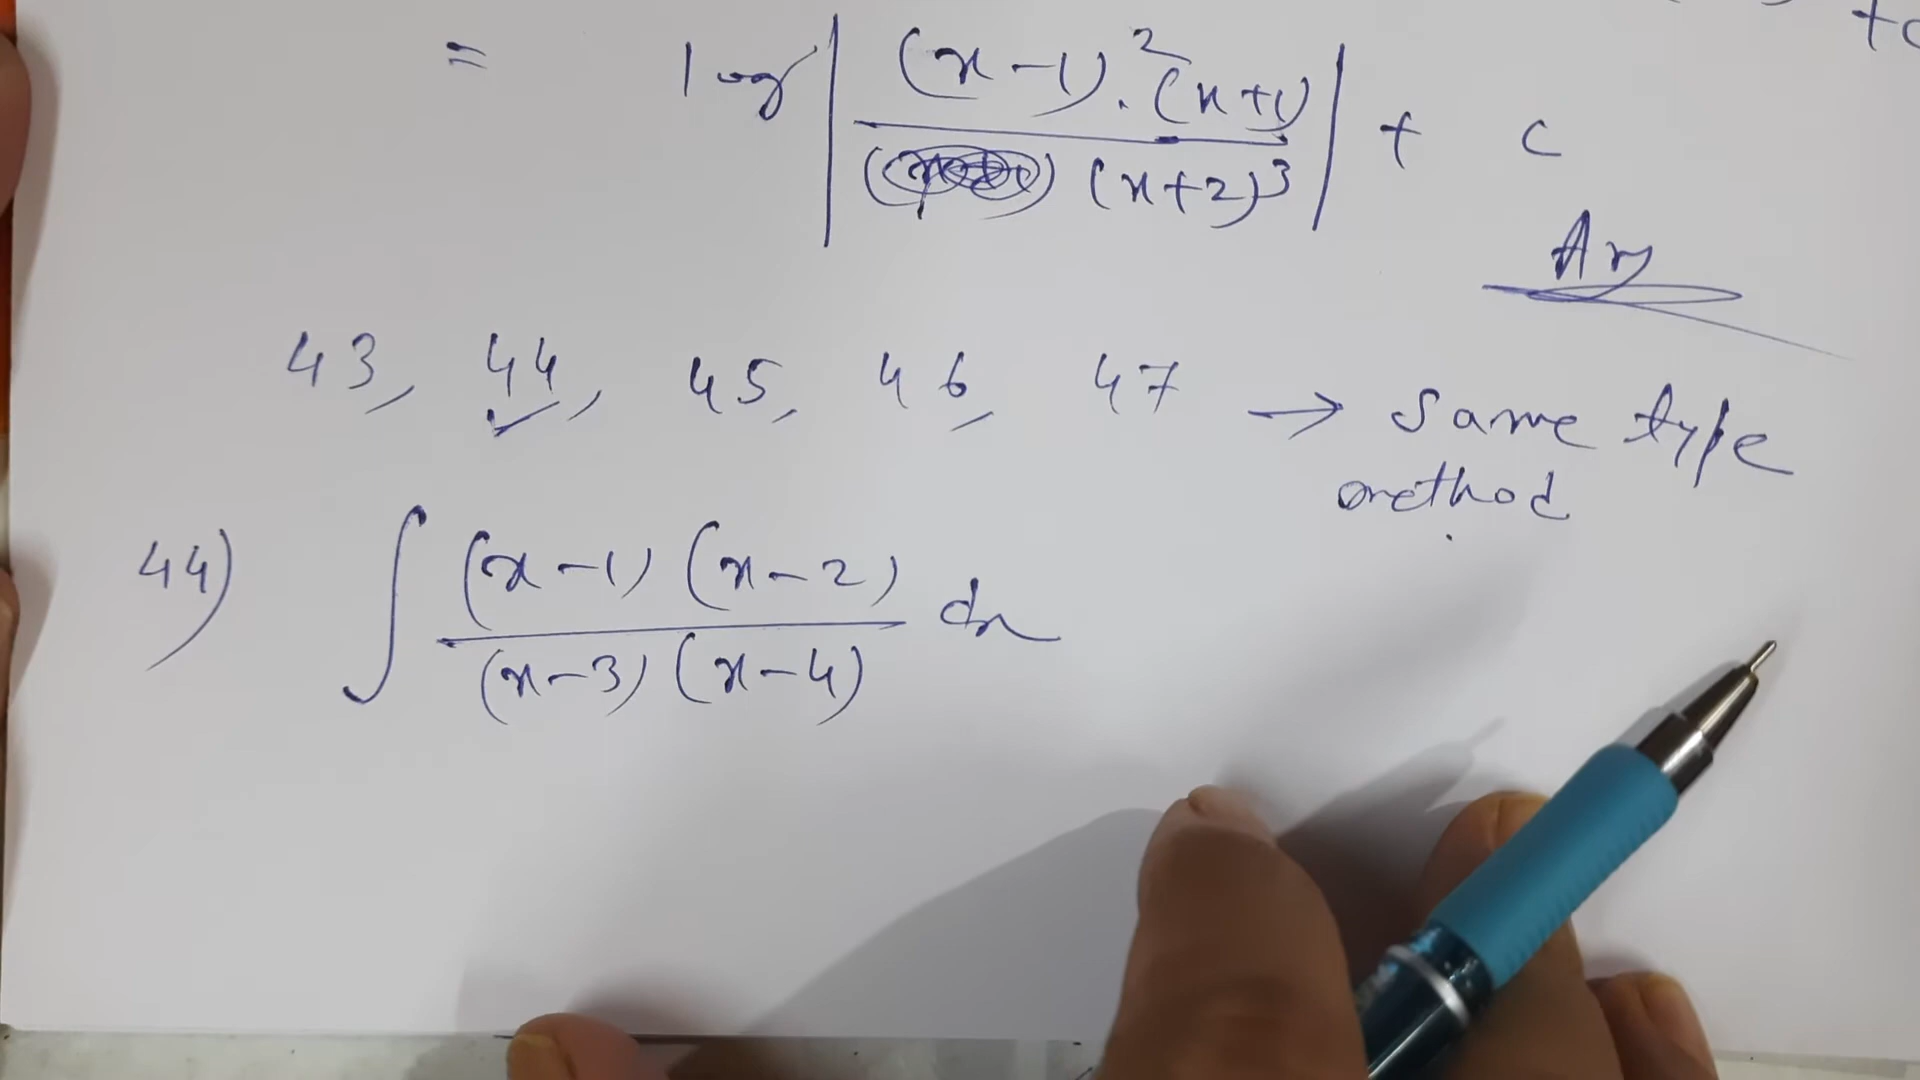 +c
= log |(x-1)².(x+1) / (x+2)³| + c
Ans
43, 44, 45, 46, 47 → same type
method
44) ∫ (x-1)(x-2) / (x-3)(x-4) dx